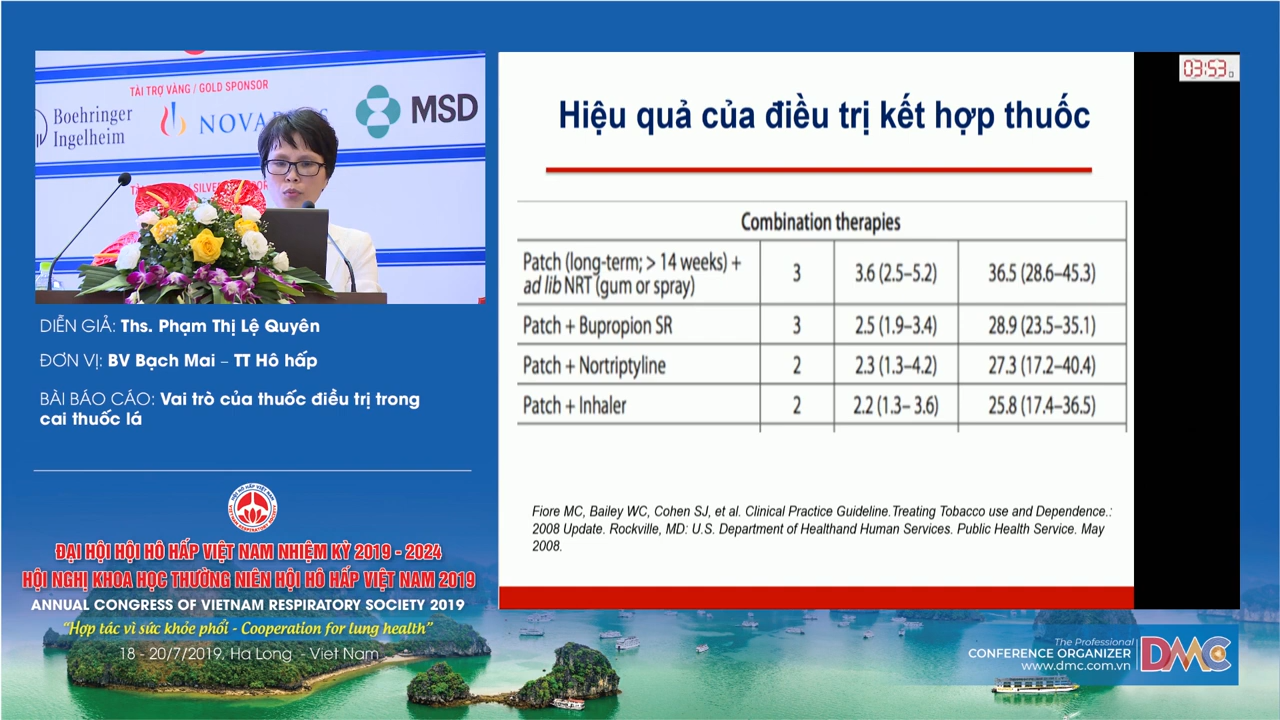 TÀI TRỢ VÀNG / GOLD SPONSOR
Boehringer
Ingelheim
MSD
DIỄN GIẢ: Ths. Phạm Thị Lệ Quyên
ĐƠN VỊ: BV Bạch Mai – TT Hô hấp
BÀI BÁO CÁO: Vai trò của thuốc điều trị trong
cai thuốc lá
ĐẠI HỘI HỘI HÔ HẤP VIỆT NAM NHIỆM KỲ 2019 - 2024
HỘI NGHỊ KHOA HỌC THƯỜNG NIÊN HỘI HÔ HẤP VIỆT NAM 2019
ANNUAL CONGRESS OF VIETNAM RESPIRATORY SOCIETY 2019
“Hợp tác vì sức khỏe phổi - Cooperation for lung health”
18 - 20/7/2019, Ha Long - Viet Nam
03:53
Hiệu quả của điều trị kết hợp thuốc
Combination therapies
Patch (long-term; > 14 weeks) +
ad lib NRT (gum or spray) 3 3.6 (2.5–5.2) 36.5 (28.6–45.3)
Patch + Bupropion SR 3 2.5 (1.9–3.4) 28.9 (23.5–35.1)
Patch + Nortriptyline 2 2.3 (1.3–4.2) 27.3 (17.2–40.4)
Patch + Inhaler 2 2.2 (1.3– 3.6) 25.8 (17.4–36.5)
Fiore MC, Bailey WC, Cohen SJ, et al. Clinical Practice Guideline.Treating Tobacco use and Dependence.:
2008 Update. Rockville, MD: U.S. Department of Healthand Human Services. Public Health Service. May
2008.
The Professional
CONFERENCE ORGANIZER
www.dmc.com.vn
DMC